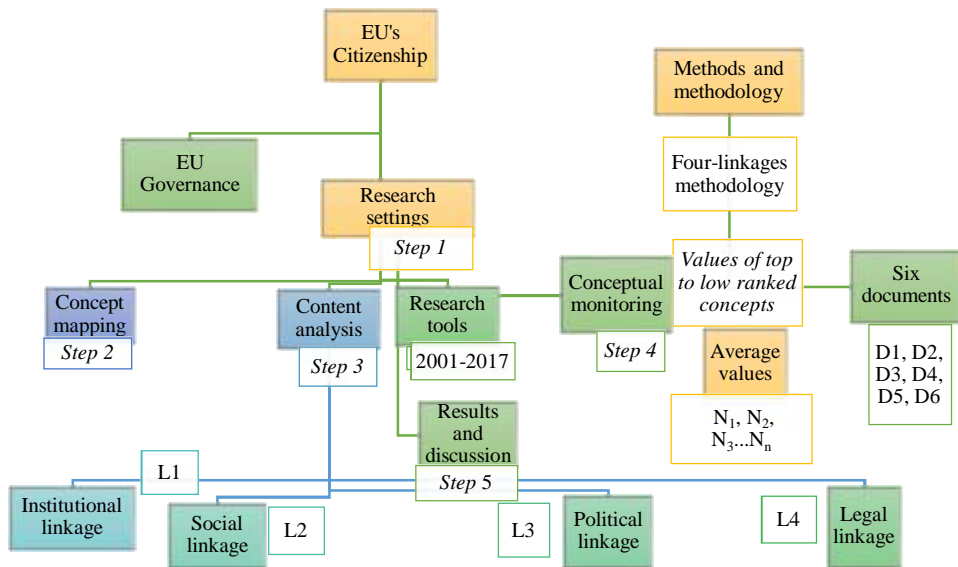 EU's
Citizenship
Methods and
methodology
EU
Governance
Four-linkages
methodology
Research
settings
Step 1
Concept
mapping
Step 2
Content
analysis
Step 3
Research
tools
2001-2017
Conceptual
monitoring
Step 4
Values of top
to low ranked
concepts
Six
documents
Average
values
D1, D2,
D3, D4,
D5, D6
N1, N2,
N3...Nn
Results
and
discussion
Step 5
L1
Institutional
linkage
Social
linkage
L2
L3
Political
linkage
L4
Legal
linkage